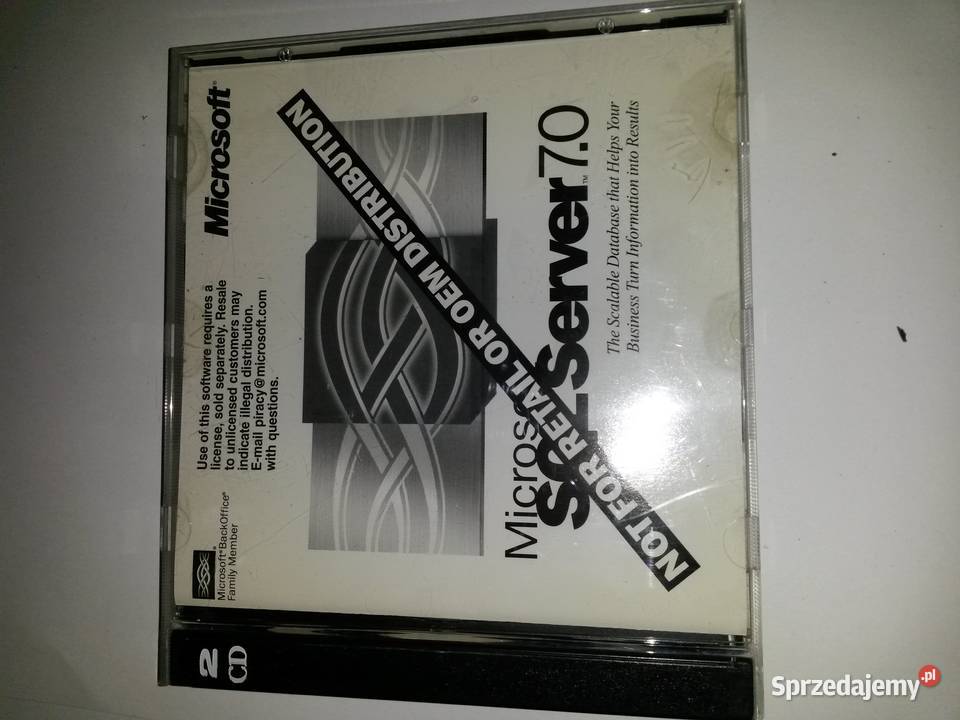 Microsoft® BackOffice®
Family Member
Use of this software requires a
license, sold separately. Resale
to unlicensed customers may
indicate illegal distribution.
E-mail piracy@microsoft.com
with questions.
Microsoft®
NOT FOR RETAIL OR OEM DISTRIBUTION
Microsoft
SQL Server™ 7.0
The Scalable Database that Helps Your
Business Turn Information into Results
2
CD
Sprzedajemy.pl